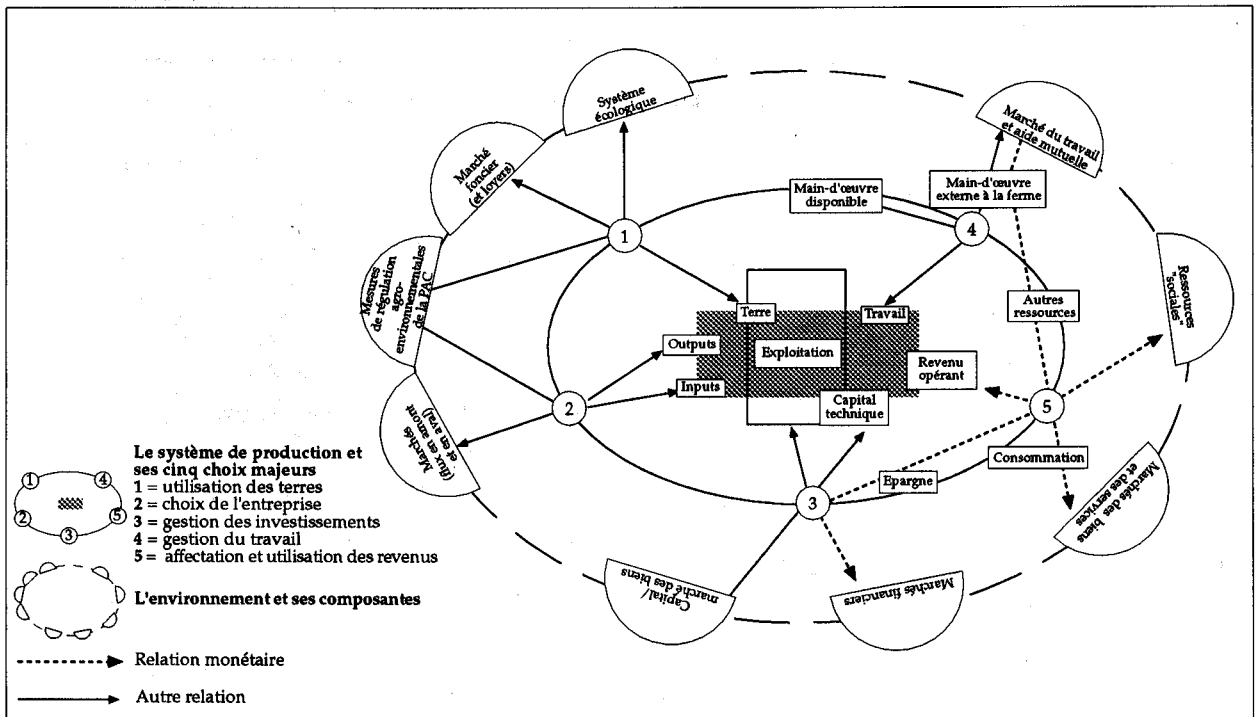 Système
écologique
Marché
foncier
(et loyers)
Mesures
de régulation
agro-
environnementales
de la PAC
Marchés
(flux en amont
et en aval)
Marché du travail
et aide mutuelle
Main-d'œuvre
disponible
Main-d'œuvre
externe à la ferme
1
4
Ressources
"sociales"
Autres
ressources
Terre
Travail
Outputs
Exploitation
Revenu
opérant
Inputs
Capital
technique
2
5
Consommation
Epargne
3
Marchés des biens
et des services
Capital/
marché des biens
Marchés financiers
Le système de production et
ses cinq choix majeurs
1 = utilisation des terres
2 = choix de l'entreprise
3 = gestion des investissements
4 = gestion du travail
5 = affectation et utilisation des revenus
1
4
2
5
3
L'environnement et ses composantes
Relation monétaire
Autre relation